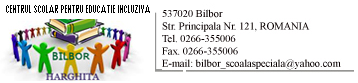 CENTRUL SCOLAR PENTRU EDUCATIE INCLUZIVA
BILBOR
HARGHITA
537020 Bilbor
Str. Principala Nr. 121, ROMANIA
Tel. 0266-355006
Fax. 0266-355006
E-mail: bilbor_scoalaspeciala@yahoo.com